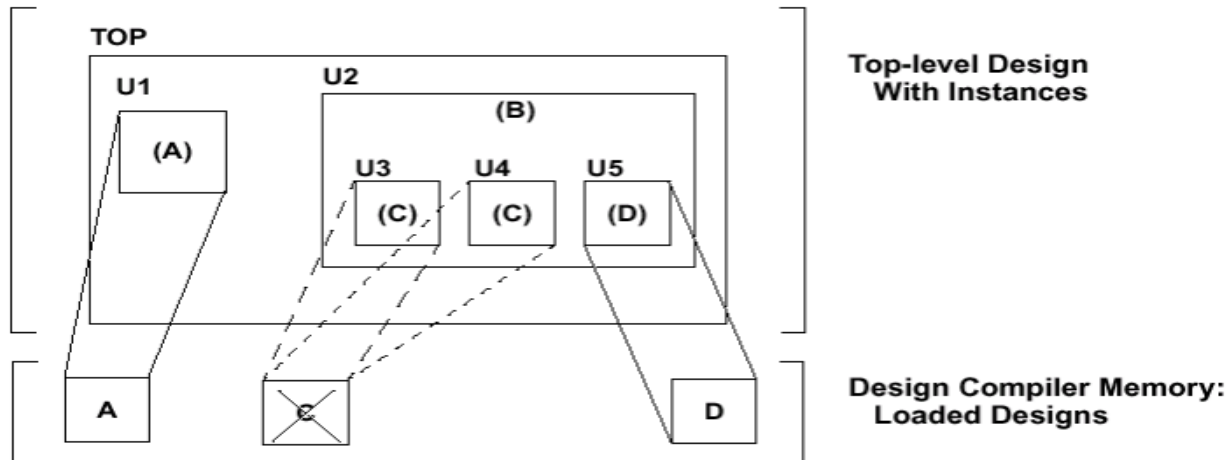 TOP
U1
U2
(A)
(B)
U3
U4
U5
(C)
(C)
(D)
Top-level Design
With Instances
A
C
D
Design Compiler Memory:
Loaded Designs